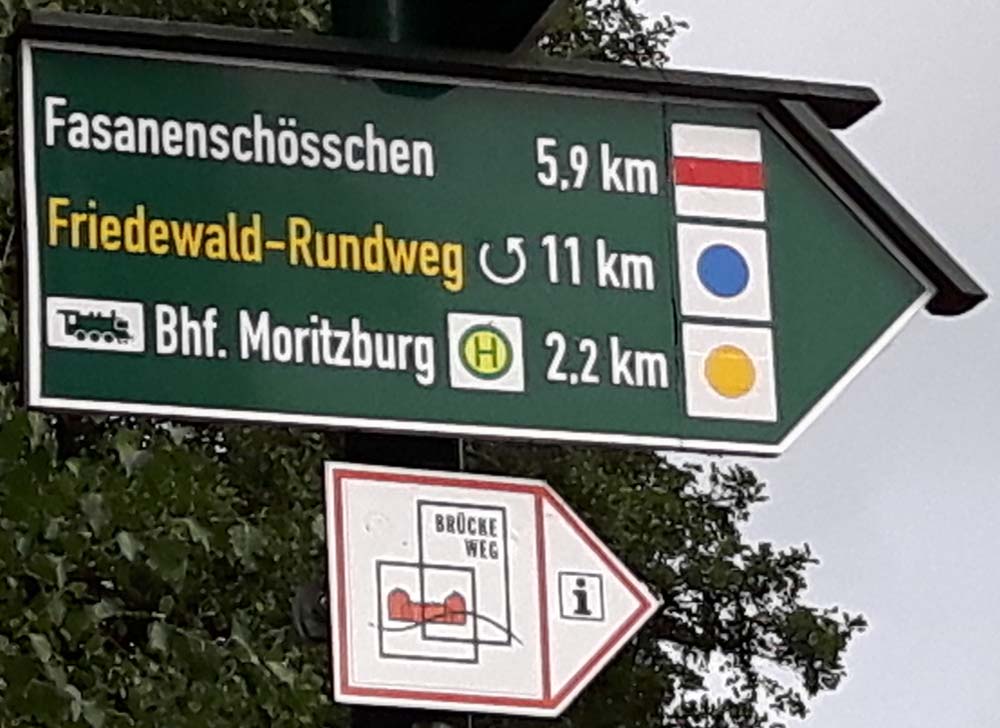 Fasanenschösschen 5,9 km
Friedewald-Rundweg 11 km
Bhf. Moritzburg H 2,2 km
BRÜCKE
WEG
i